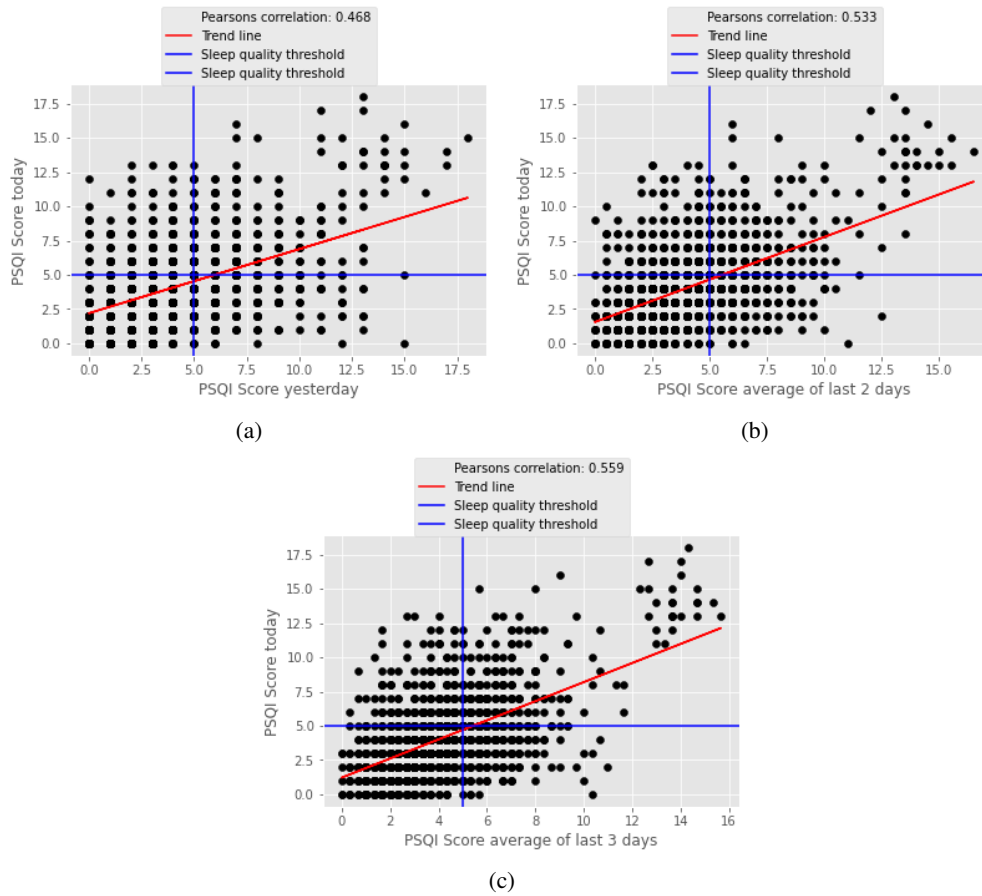 Pearsons correlation: 0.468
Trend line
Sleep quality threshold
Sleep quality threshold
17.5
15.0
12.5
10.0
7.5
5.0
2.5
0.0
PSQI Score today
0.0 2.5 5.0 7.5 10.0 12.5 15.0 17.5
PSQI Score yesterday
(a)
Pearsons correlation: 0.533
Trend line
Sleep quality threshold
Sleep quality threshold
17.5
15.0
12.5
10.0
7.5
5.0
2.5
0.0
PSQI Score today
0.0 2.5 5.0 7.5 10.0 12.5 15.0
PSQI Score average of last 2 days
(b)
Pearsons correlation: 0.559
Trend line
Sleep quality threshold
Sleep quality threshold
17.5
15.0
12.5
10.0
7.5
5.0
2.5
0.0
PSQI Score today
0 2 4 6 8 10 12 14 16
PSQI Score average of last 3 days
(c)